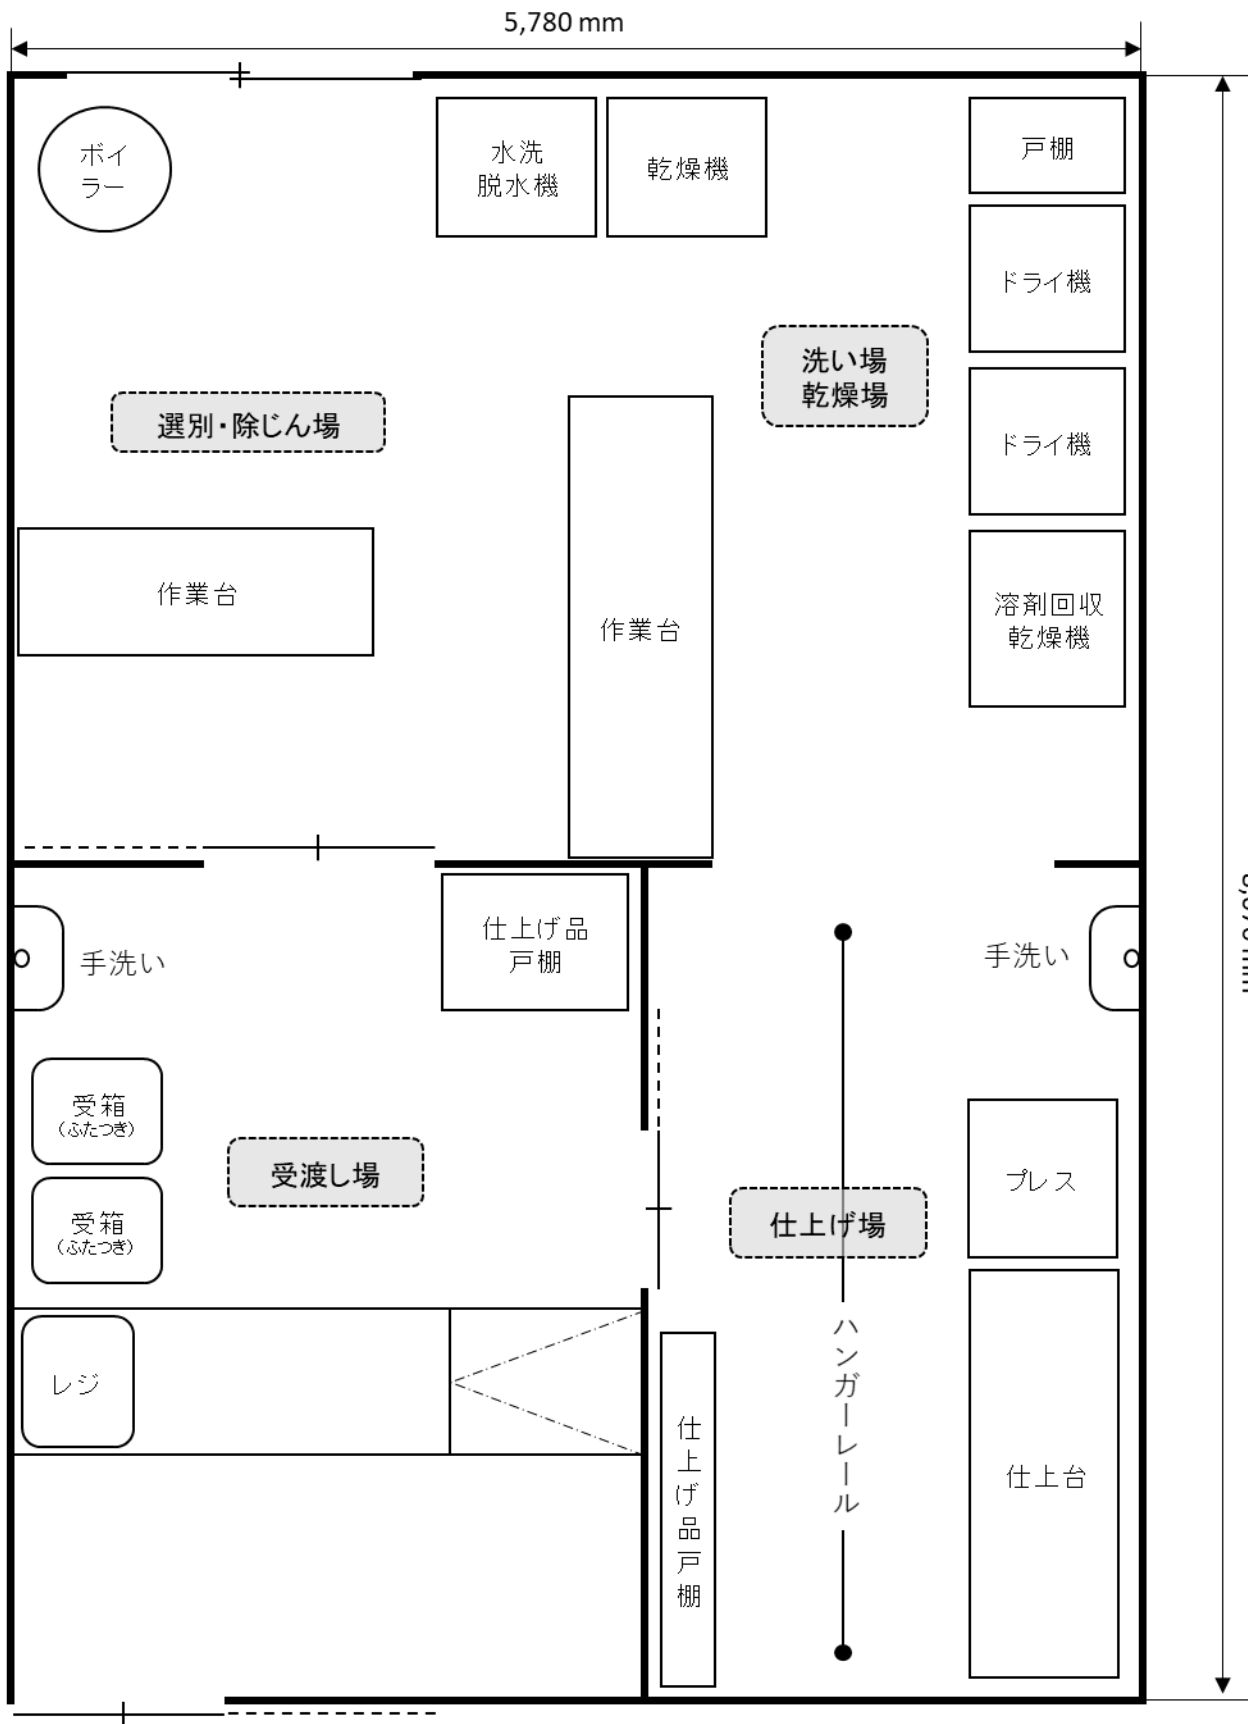 5,780 mm
ボイ
ラー
水洗
脱水機
乾燥機
戸棚
ドライ機
洗い場
乾燥場
選別・除じん場
ドライ機
作業台
作業台
溶剤回収
乾燥機
手洗い
仕上げ品
戸棚
手洗い
受箱
(ふたつき)
受渡し場
プレス
受箱
(ふたつき)
仕上げ場
レジ
ハンガーレール
仕上げ品戸棚
仕上台